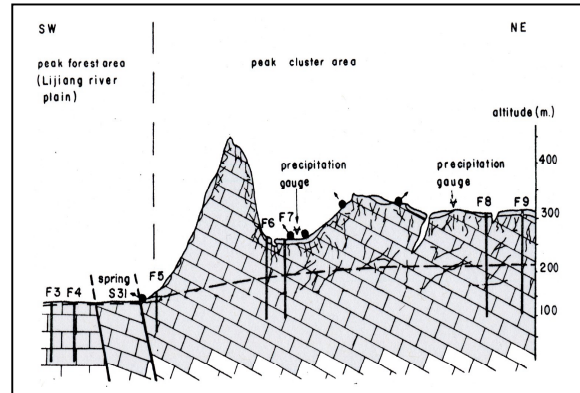 SW
NE
peak forest area
(Lijiang river
plain)
peak cluster area
altitude (m.)
400
precipitation
gauge
precipitation
gauge
F6
F7
F8
F9
300
200
spring
F5
F3
F4
S31
100